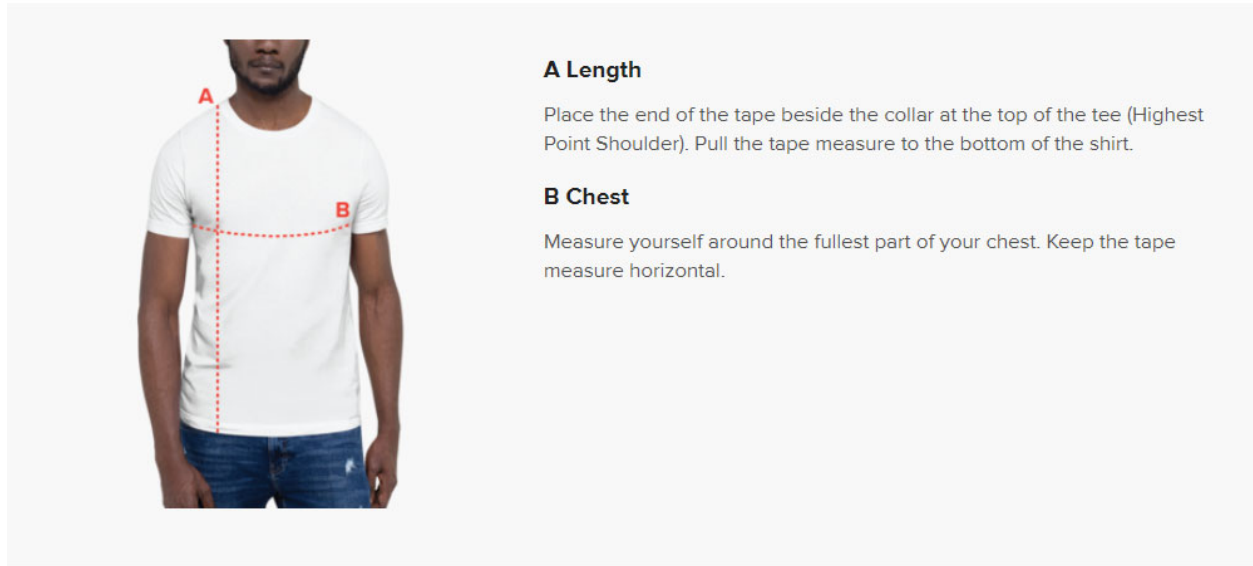 A
B
A Length
Place the end of the tape beside the collar at the top of the tee (Highest
Point Shoulder). Pull the tape measure to the bottom of the shirt.
B Chest
Measure yourself around the fullest part of your chest. Keep the tape
measure horizontal.